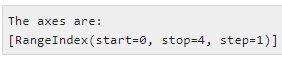 The axes are:
[RangeIndex(start=0, stop=4, step=1)]